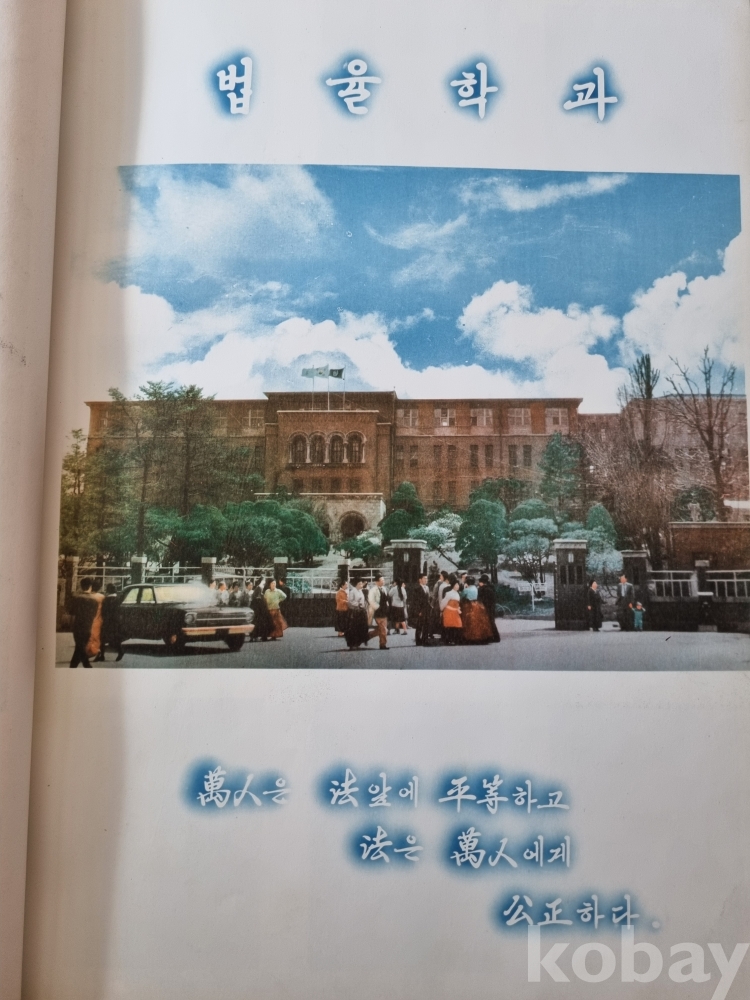 법 율 학 과
萬人은 法앞에 平等하고
法은 萬人에게
公正하다.
kobay